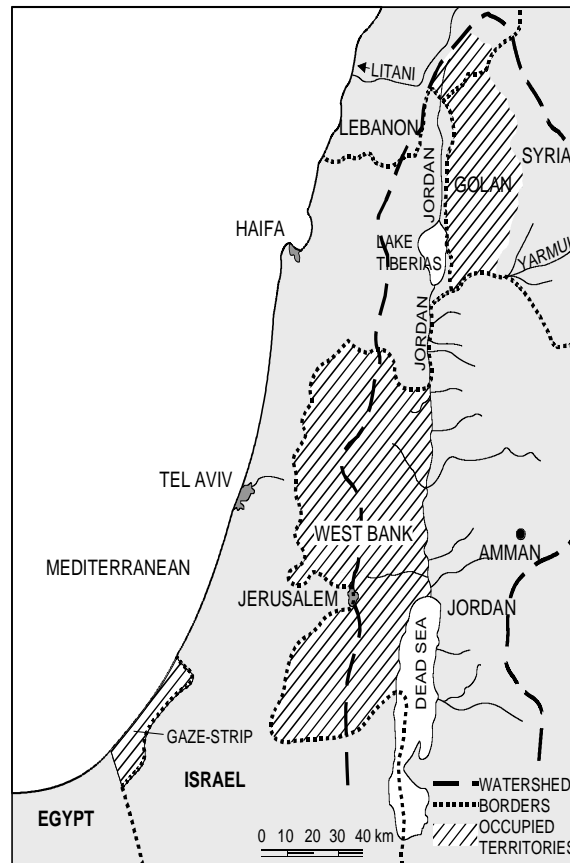 LITANI
LEBANON
SYRIA
JORDAN
GOLAN
HAIFA
LAKE
TIBERIAS
YARMUK
JORDAN
TEL AVIV
WEST BANK
AMMAN
MEDITERRANEAN
JERUSALEM
JORDAN
DEAD SEA
GAZE-STRIP
ISRAEL
EGYPT
WATERSHED
BORDERS
OCCUPIED
TERRITORIES
0 10 20 30 40 km